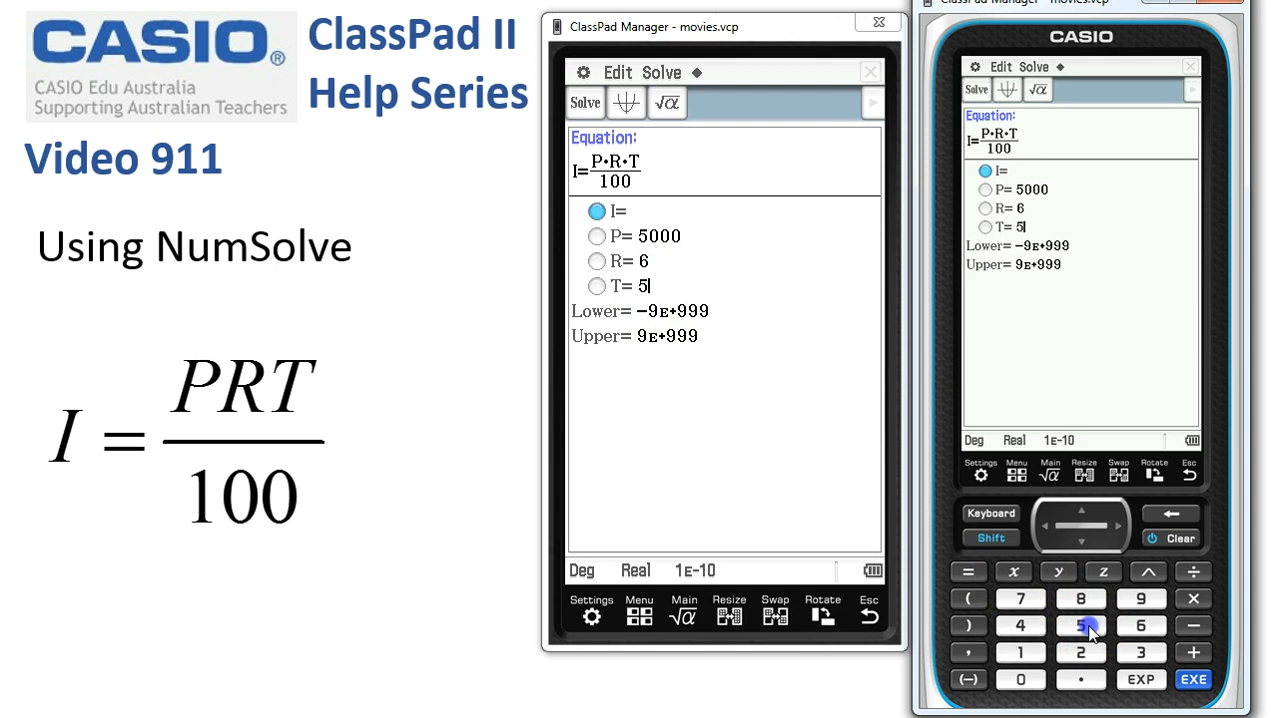 CASIO®
CASIO Edu Australia
Supporting Australian Teachers
ClassPad II
Help Series
Video 911
Using NumSolve
I = PRT
100
ClassPad Manager - movies.vcp
Edit Solve ◆
Solve √α
Equation:
I=P•R•T
100
I=
P= 5000
R= 6
T= 5
Lower= −9E+999
Upper= 9E+999
Deg Real 1E-10
Settings Menu Main Resize Swap Rotate Esc
√α
ClassPad Manager - movies.vcp
CASIO
Edit Solve ◆
Solve √α
Equation:
I=P•R•T
100
I=
P= 5000
R= 6
T= 5
Lower= −9E+999
Upper= 9E+999
Deg Real 1E-10
Settings Menu Main Resize Swap Rotate Esc
√α
Keyboard
Shift Clear
= x y z ^ ÷
( 7 8 9 ×
) 4 5 6 −
, 1 2 3 +
(−) 0 . EXP EXE